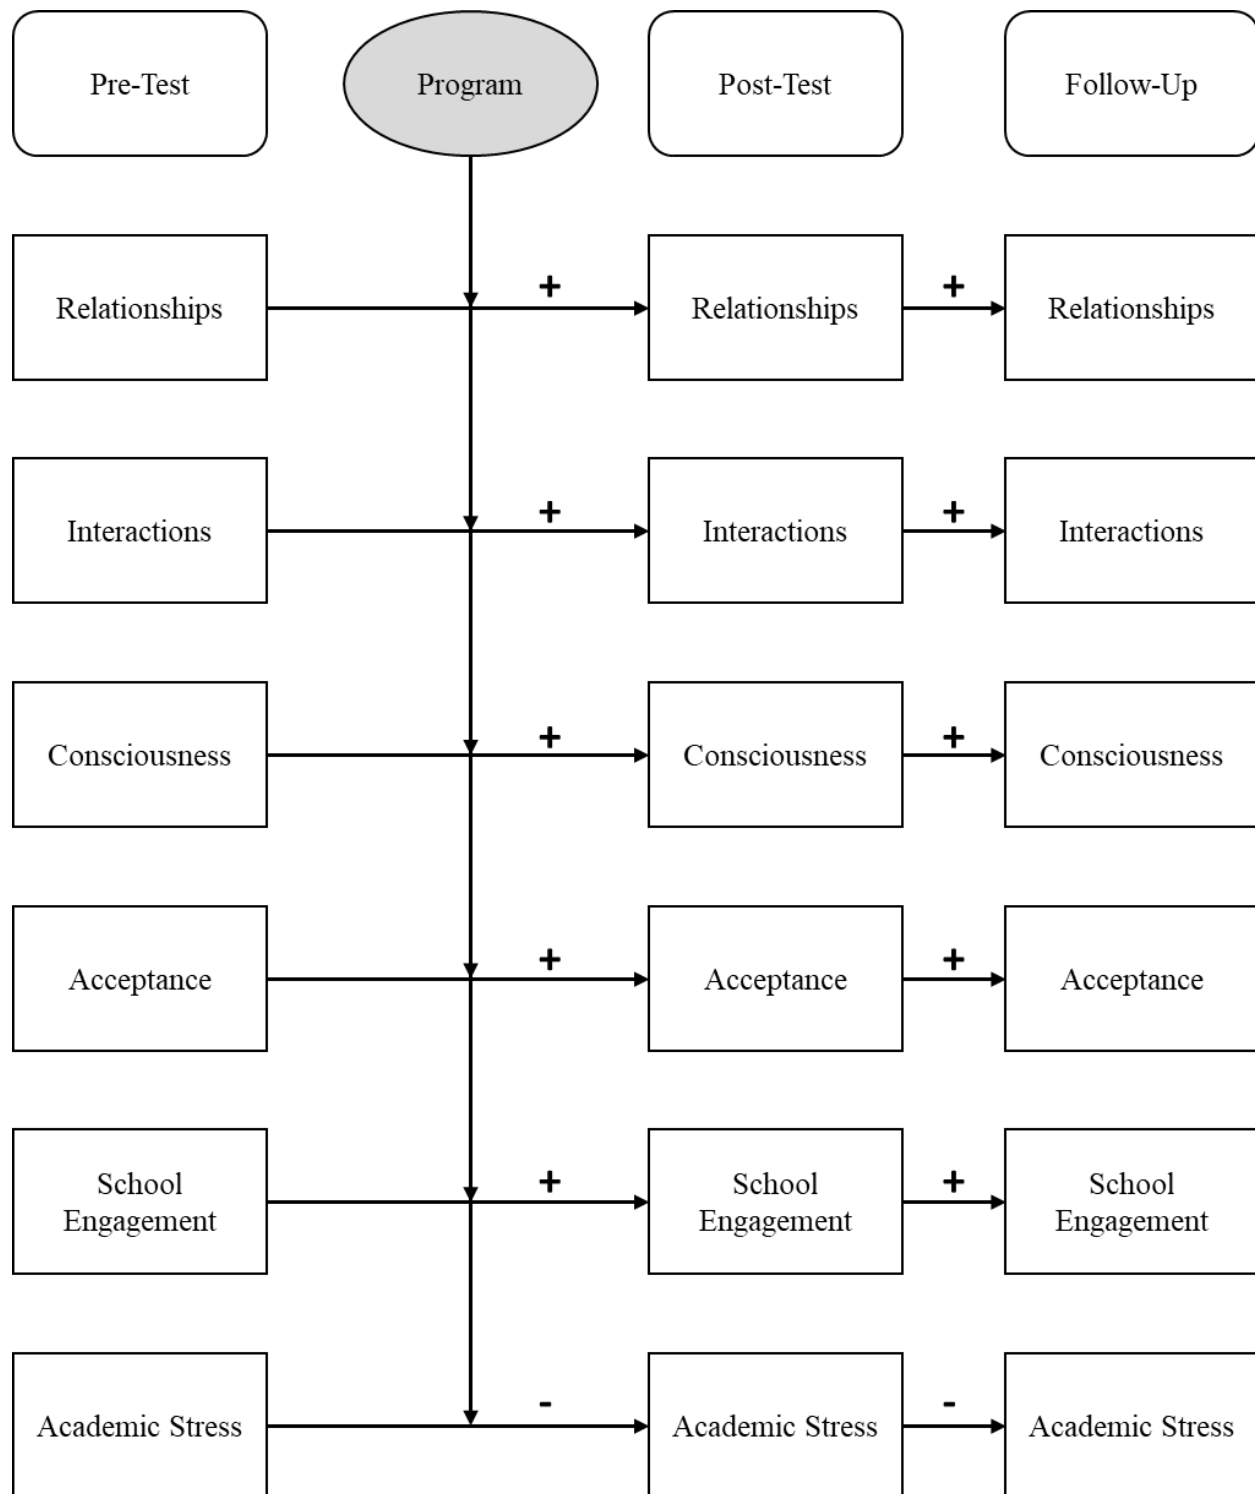 Pre-Test
Program
Post-Test
Follow-Up
Relationships
+
Relationships
+
Relationships
Interactions
+
Interactions
+
Interactions
Consciousness
+
Consciousness
+
Consciousness
Acceptance
+
Acceptance
+
Acceptance
School
Engagement
+
School
Engagement
+
School
Engagement
Academic Stress
-
Academic Stress
-
Academic Stress